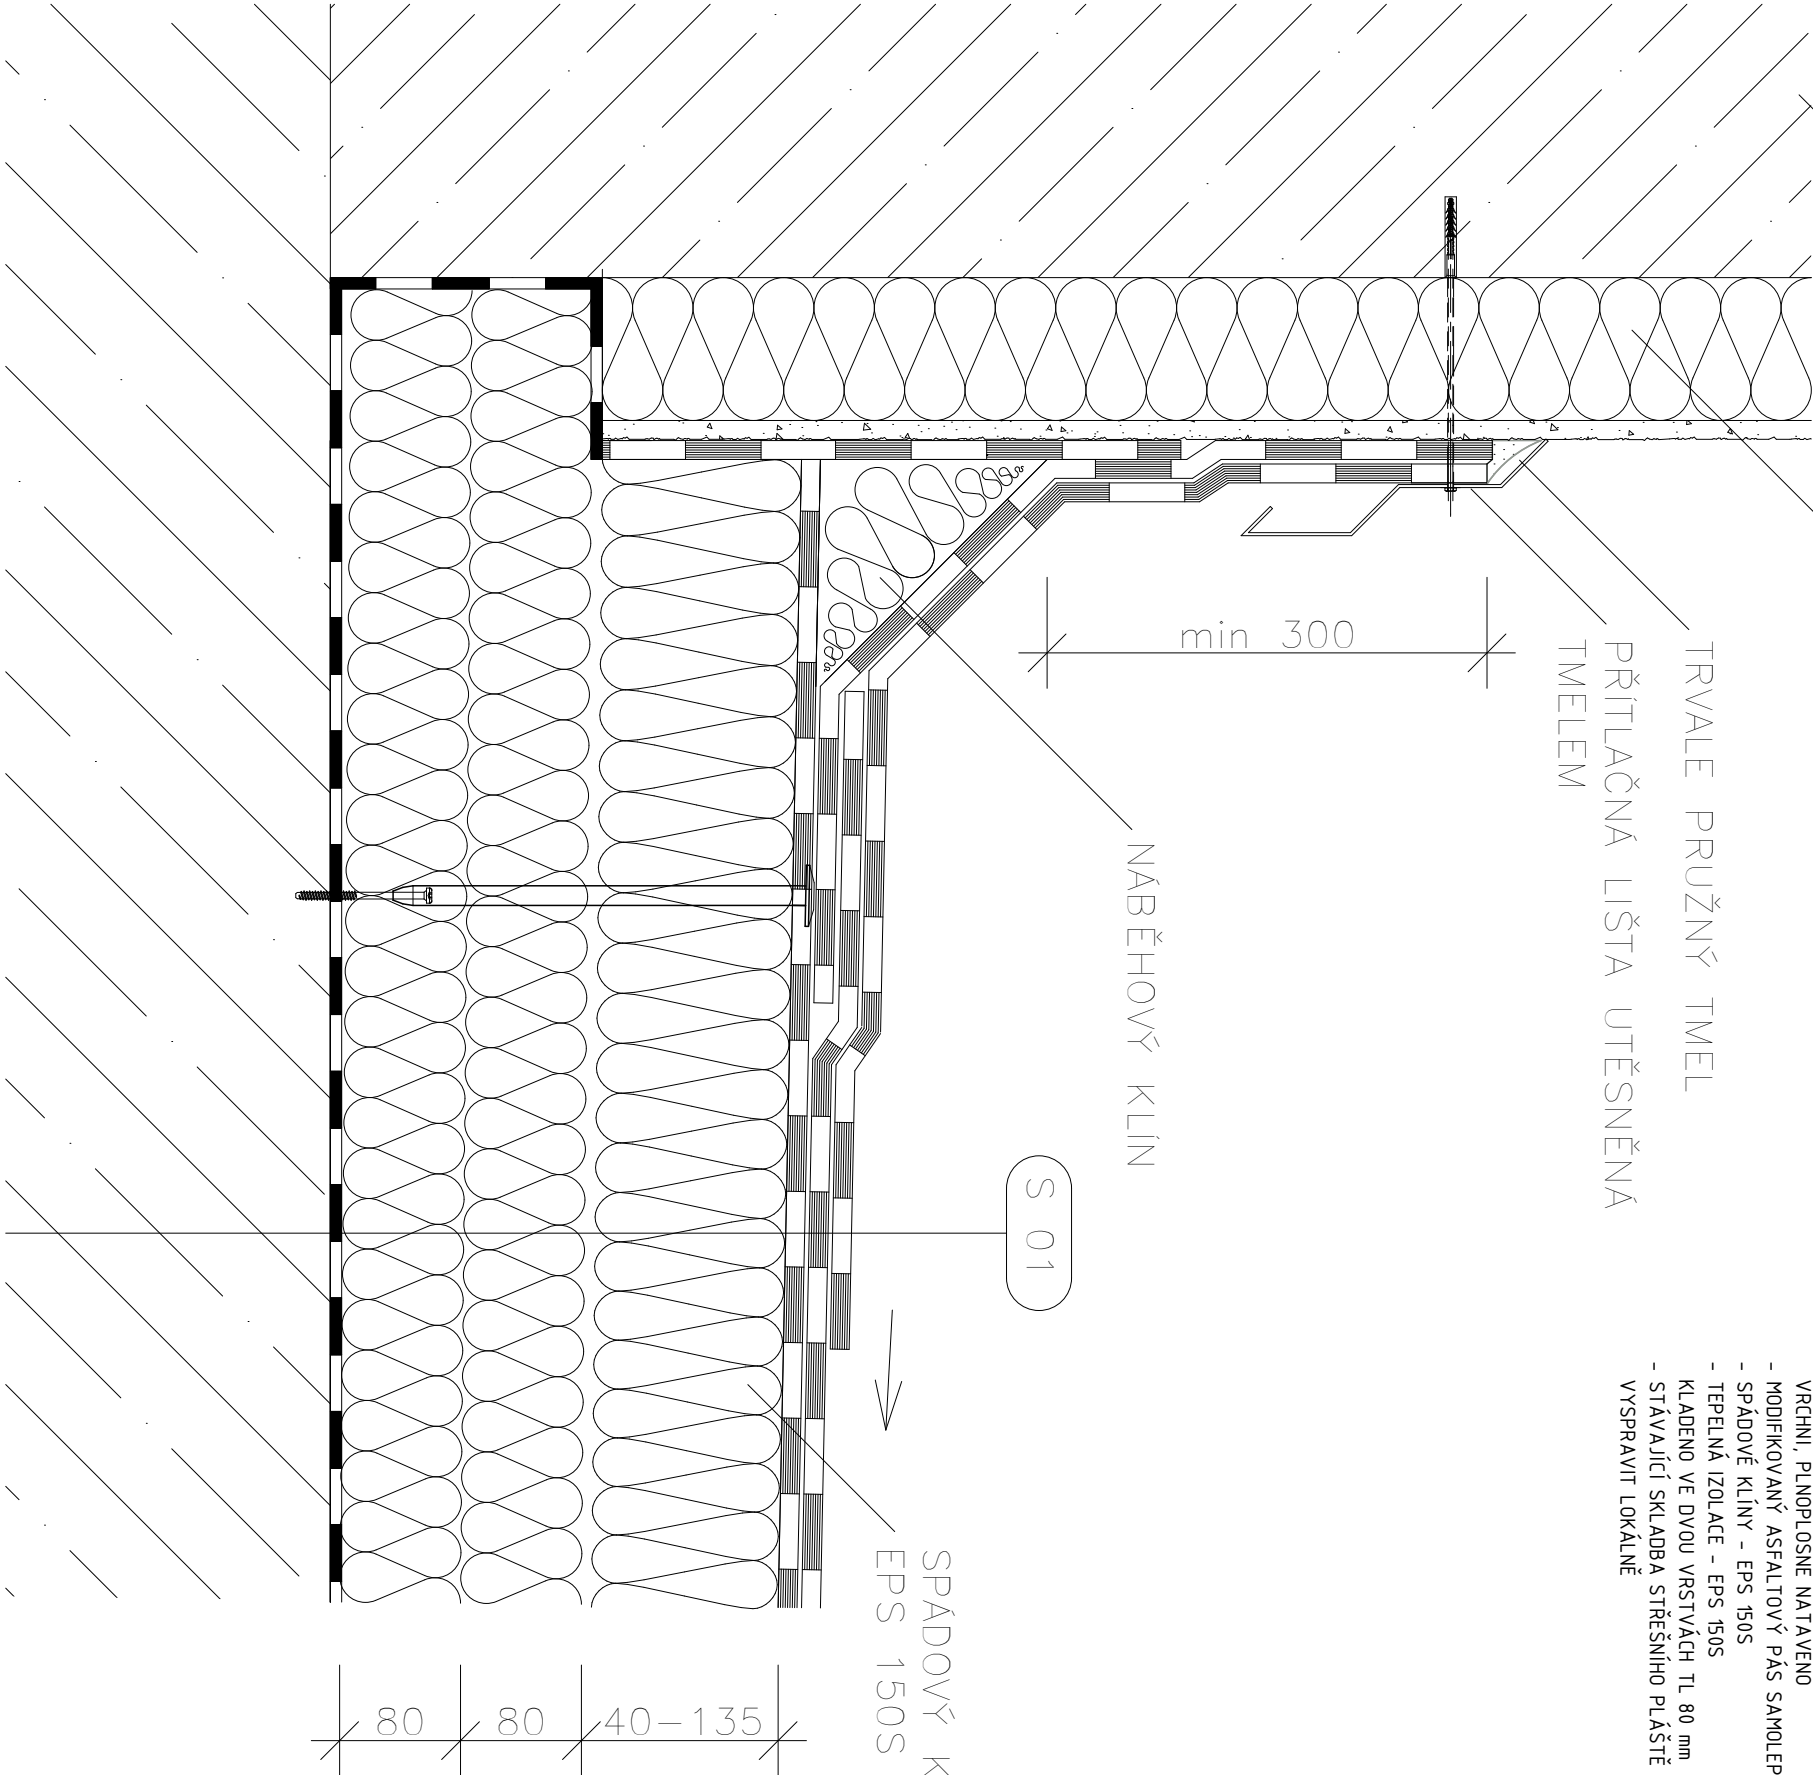 TRVALE PRUŽNÝ TMEL
PŘÍTLAČNÁ LIŠTA UTĚSNĚNÁ
TMELEM
min 300
NÁBĚHOVÝ KLÍN
S 01
VRCHNI, PLNOPLOSNE NATAVENO
- MODIFIKOVANÝ ASFALTOVÝ PÁS SAMOLEP
- SPÁDOVÉ KLÍNY - EPS 150S
- TEPELNÁ IZOLACE - EPS 150S
KLADENO VE DVOU VRSTVÁCH TL 80 mm
- STÁVAJÍCÍ SKLADBA STŘEŠNÍHO PLÁŠTĚ
VYSPRAVIT LOKÁLNĚ
SPÁDOVÝ K
EPS 150S
80 80 40-135